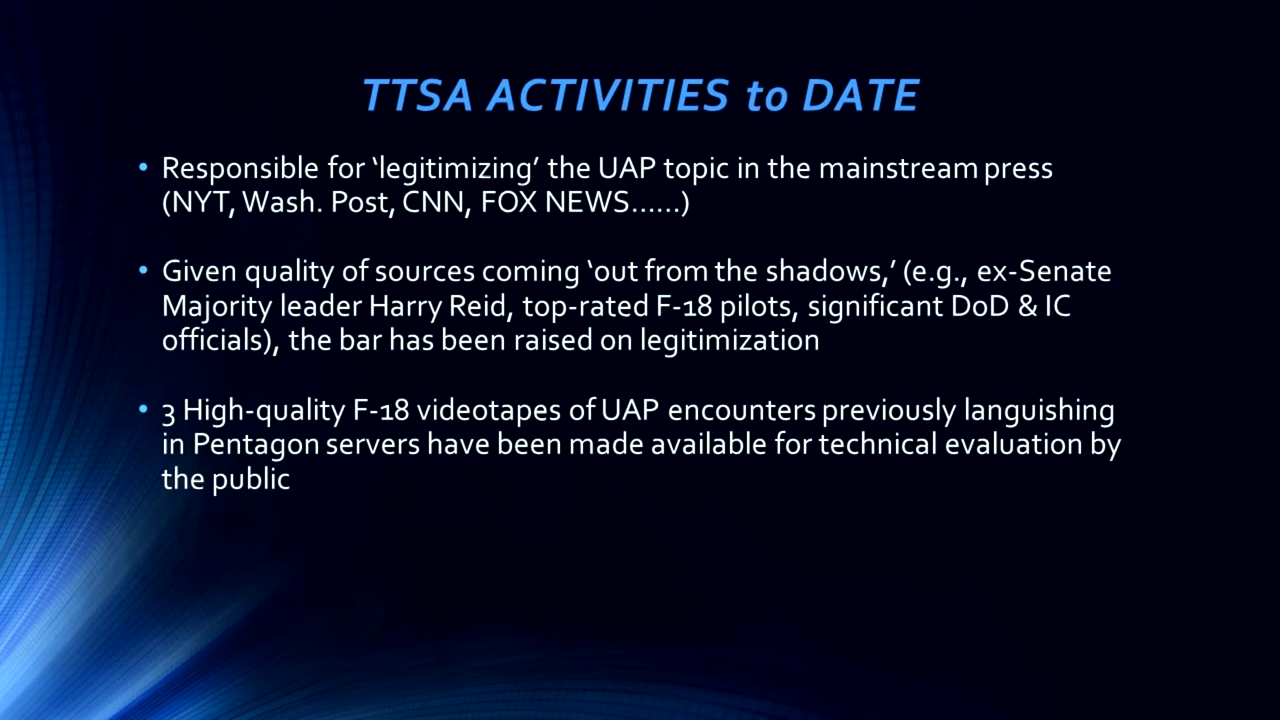 TTSA ACTIVITIES to DATE
• Responsible for ‘legitimizing’ the UAP topic in the mainstream press
(NYT, Wash. Post, CNN, FOX NEWS……)
• Given quality of sources coming ‘out from the shadows,’ (e.g., ex-Senate
Majority leader Harry Reid, top-rated F-18 pilots, significant DoD & IC
officials), the bar has been raised on legitimization
• 3 High-quality F-18 videotapes of UAP encounters previously languishing
in Pentagon servers have been made available for technical evaluation by
the public